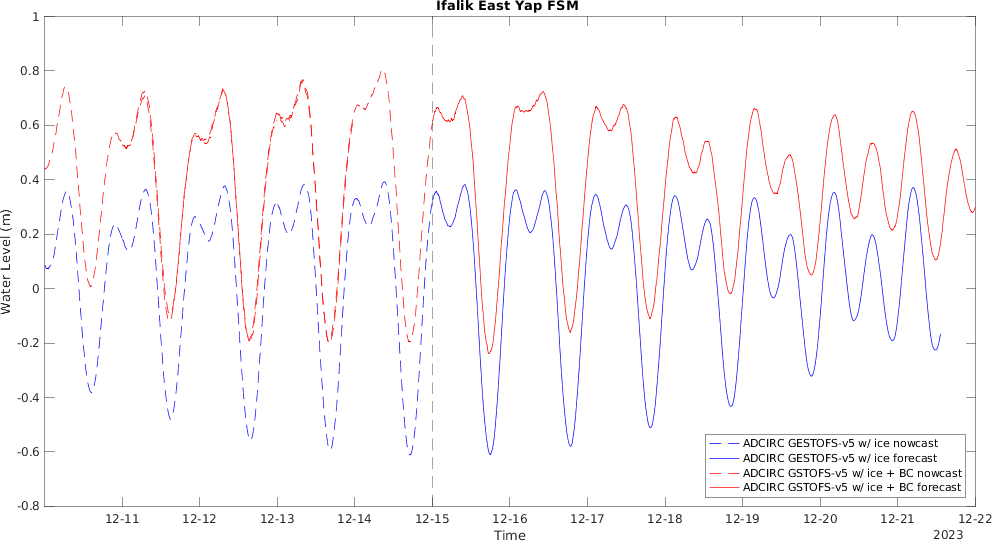 Ifalik East Yap FSM
1
0.8
0.6
0.4
0.2
0
-0.2
-0.4
-0.6
-0.8
Water Level (m)
ADCIRC GESTOFS-v5 w/ ice nowcast
ADCIRC GESTOFS-v5 w/ ice forecast
ADCIRC GSTOFS-v5 w/ ice + BC nowcast
ADCIRC GSTOFS-v5 w/ ice + BC forecast
12-11 12-12 12-13 12-14 12-15 12-16 12-17 12-18 12-19 12-20 12-21 12-22
Time 2023